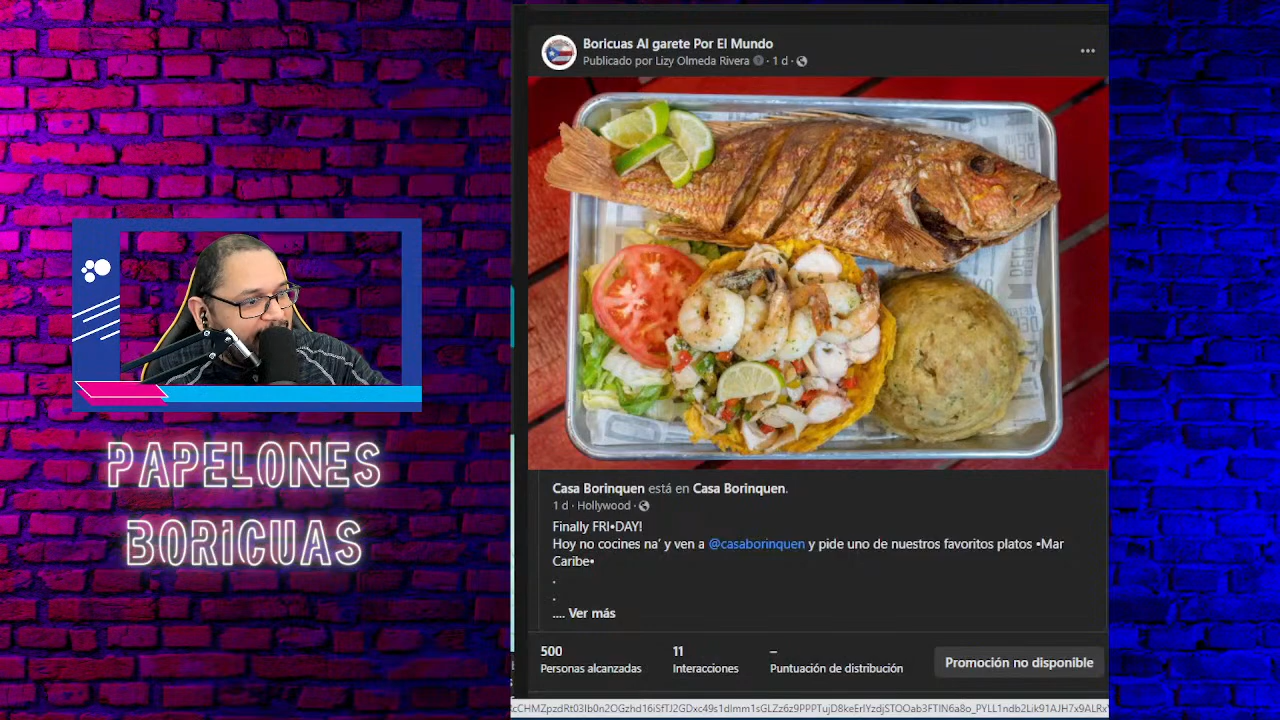 Boricuas Al garete Por El Mundo
Publicado por Lizy Olmeda Rivera · 1 d ·
PAPELONES
BORICUAS
Casa Borinquen está en Casa Borinquen.
1 d · Hollywood ·
Finally FRI•DAY!
Hoy no cocines na’ y ven a @casaborinquen y pide uno de nuestros favoritos platos •Mar
Caribe•
.
.
.... Ver más
500
Personas alcanzadas
11
Interacciones
–
Puntuación de distribución
Promoción no disponible